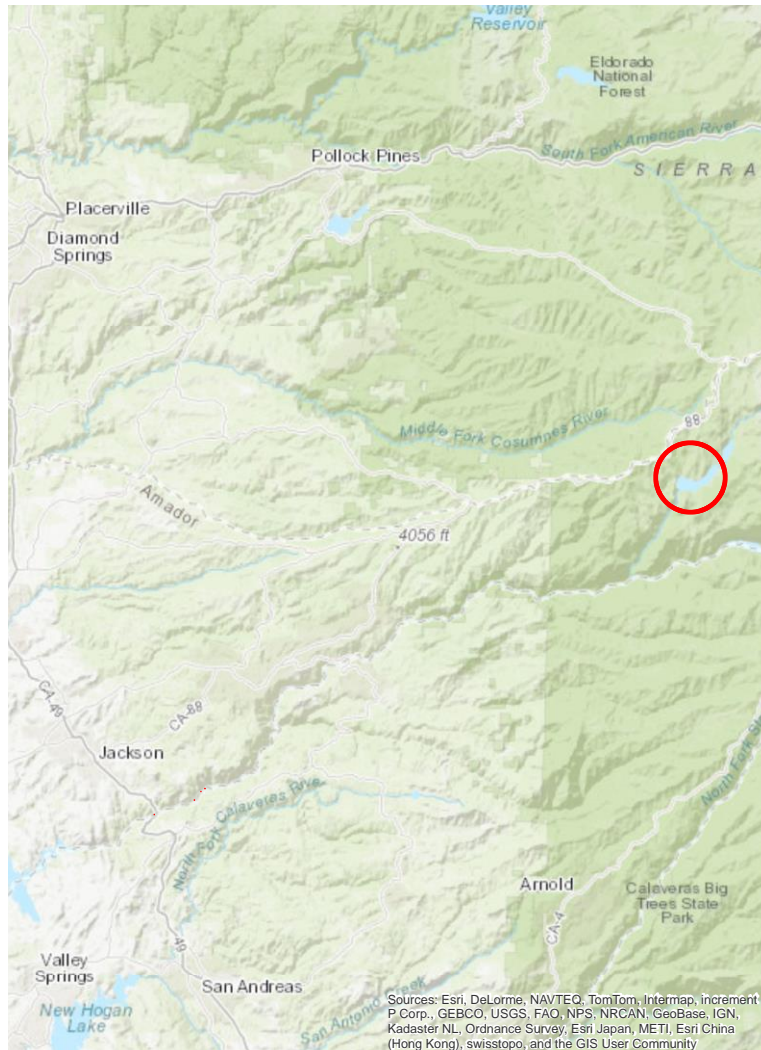 Valley
Reservoir
Eldorado
National
Forest
South Fork American River
Pollock Pines
SIERRA
Placerville
Diamond
Springs
Middle Fork Cosumnes River
88
Amador
4056 ft
CA-49
CA-88
Jackson
North Fork Calaveras Rive
North Fork
Arnold
Calaveras Big
Trees State
Park
CA-4
49
Valley
Springs
San Andreas
New Hogan
Lake
San Antonio Creek
Sources: Esri, DeLorme, NAVTEQ, TomTom, Intermap, increment
P Corp., GEBCO, USGS, FAO, NPS, NRCAN, GeoBase, IGN,
Kadaster NL, Ordnance Survey, Esri Japan, METI, Esri China
(Hong Kong), swisstopo, and the GIS User Community